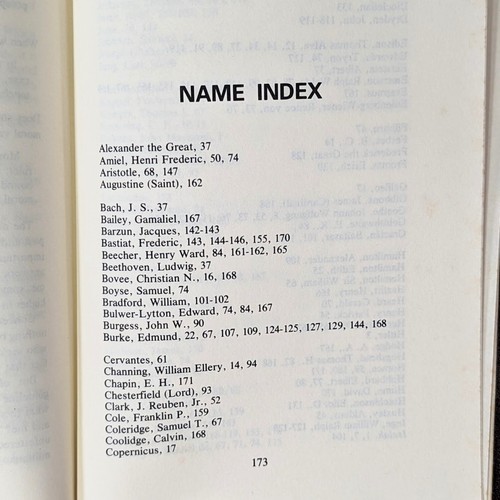 NAME INDEX
Alexander the Great, 37
Amiel, Henri Frederic, 50, 74
Aristotle, 68, 147
Augustine (Saint), 162
Bach, J. S., 37
Bailey, Gamaliel, 167
Barzun, Jacques, 142-143
Bastiat, Frederic, 143, 144-146, 155, 170
Beecher, Henry Ward, 84, 161-162, 165
Beethoven, Ludwig, 37
Bovee, Christian N., 16, 168
Boyse, Samuel, 74
Bradford, William, 101-102
Bulwer-Lytton, Edward, 74, 84, 167
Burgess, John W., 90
Burke, Edmund, 22, 67, 107, 109, 124-125, 127, 129, 144, 168
Cervantes, 61
Channing, William Ellery, 14, 94
Chapin, E. H., 171
Chesterfield (Lord), 93
Clark, J. Reuben, Jr., 52
Cole, Franklin P., 159
Coleridge, Samuel T., 67
Coolidge, Calvin, 168
Copernicus, 17
173